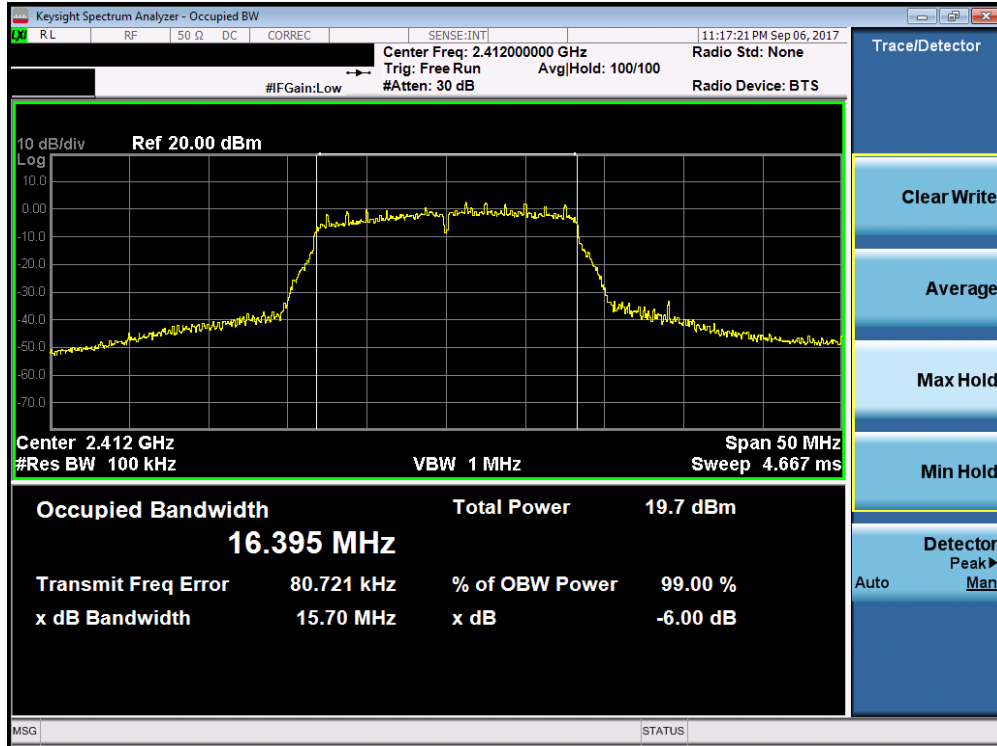 Keysight Spectrum Analyzer - Occupied BW
LXI RL RF 50 Ω DC CORREC SENSE:INT 11:17:21 PM Sep 06, 2017
Center Freq: 2.412000000 GHz Radio Std: None
Trig: Free Run Avg|Hold: 100/100
#IFGain:Low #Atten: 30 dB Radio Device: BTS
10 dB/div Ref 20.00 dBm
Log
10.0
0.00
-10.0
-20.0
-30.0
-40.0
-50.0
-60.0
-70.0
Center 2.412 GHz Span 50 MHz
#Res BW 100 kHz VBW 1 MHz Sweep 4.667 ms
Occupied Bandwidth Total Power 19.7 dBm
16.395 MHz
Transmit Freq Error 80.721 kHz % of OBW Power 99.00 %
x dB Bandwidth 15.70 MHz x dB -6.00 dB
MSG STATUS
Trace/Detector
Clear Write
Average
Max Hold
Min Hold
Detector
Peak▶
Auto Man